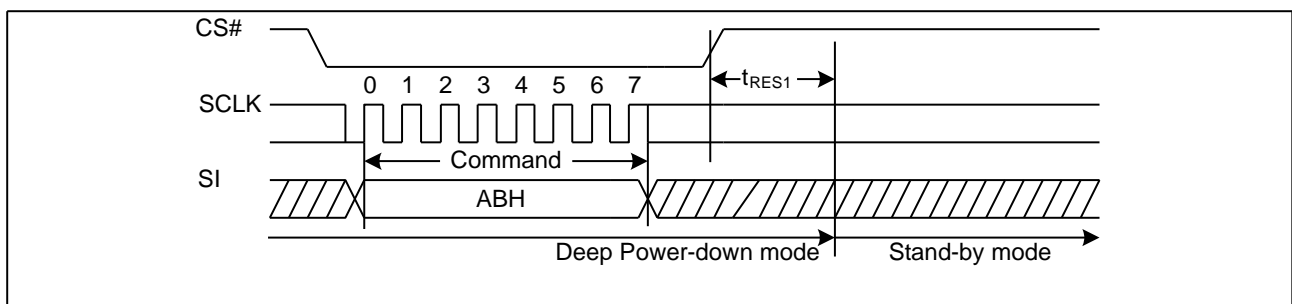 CS#
tRES1
0 1 2 3 4 5 6 7
SCLK
Command
SI
ABH
Deep Power-down mode Stand-by mode